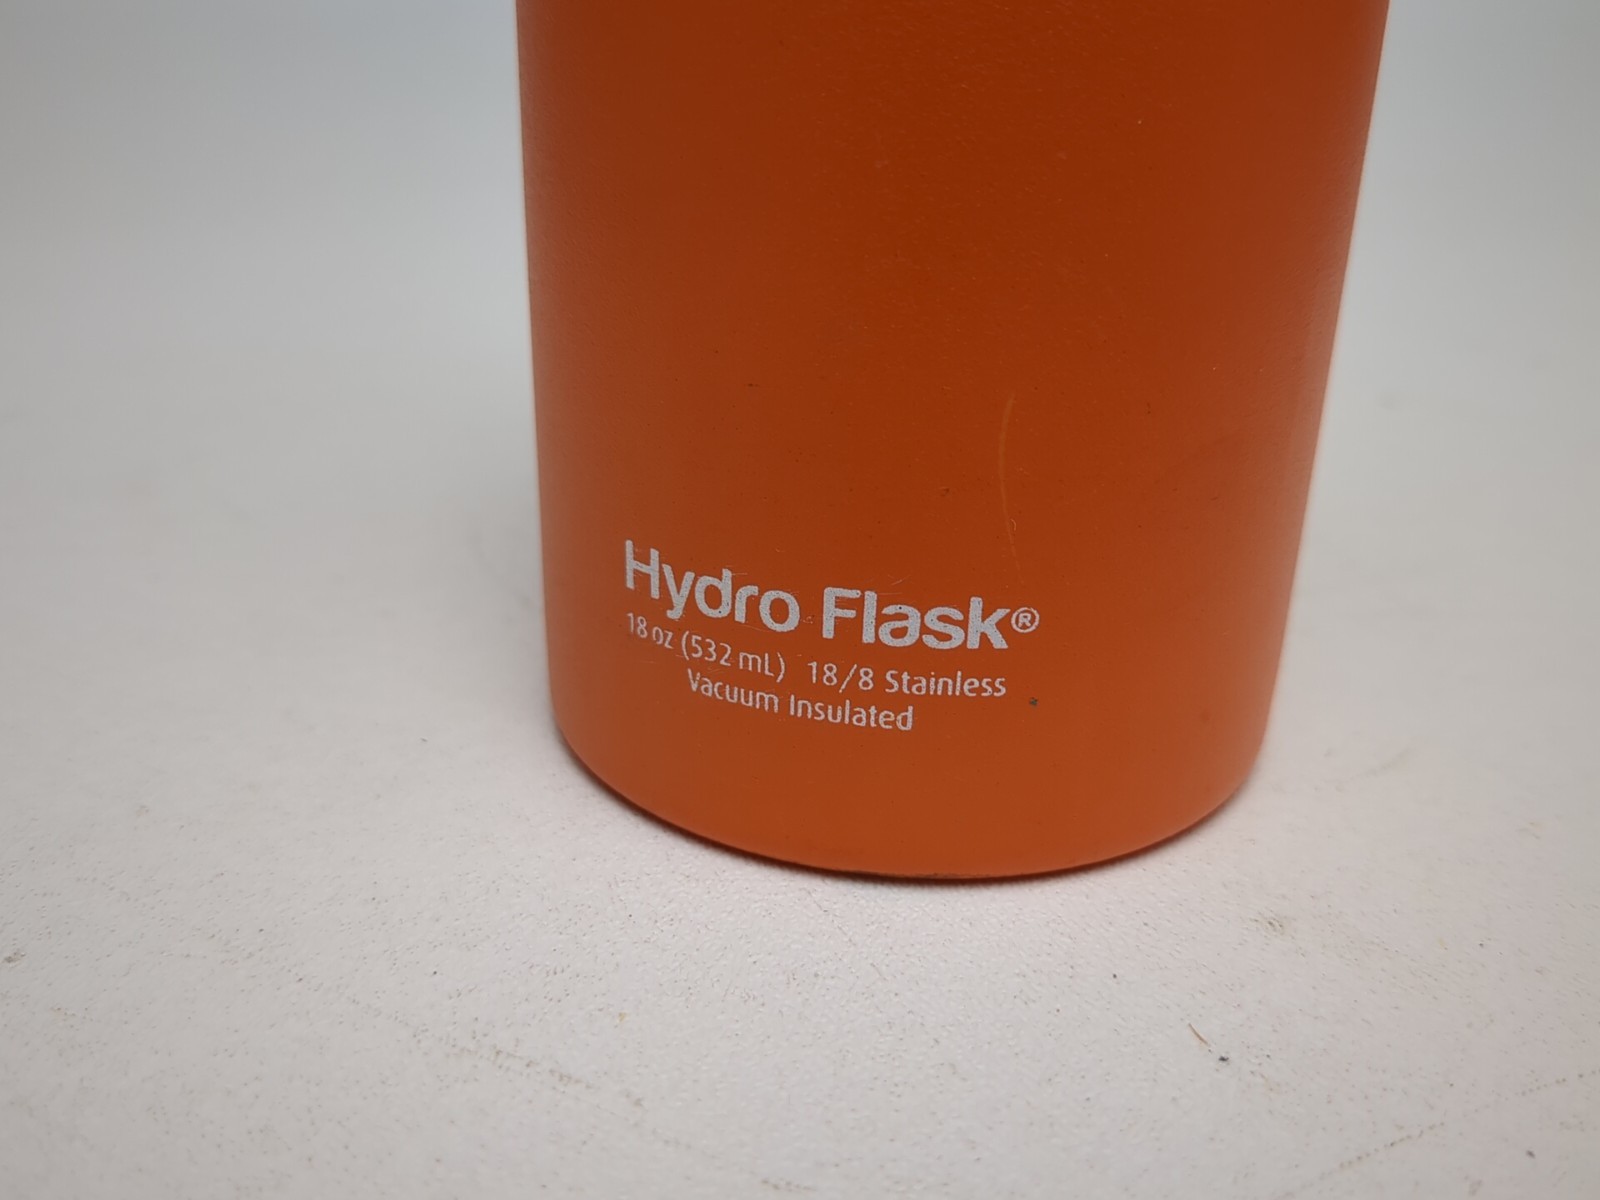 Hydro Flask®
18 oz (532 mL) 18/8 Stainless
Vacuum Insulated